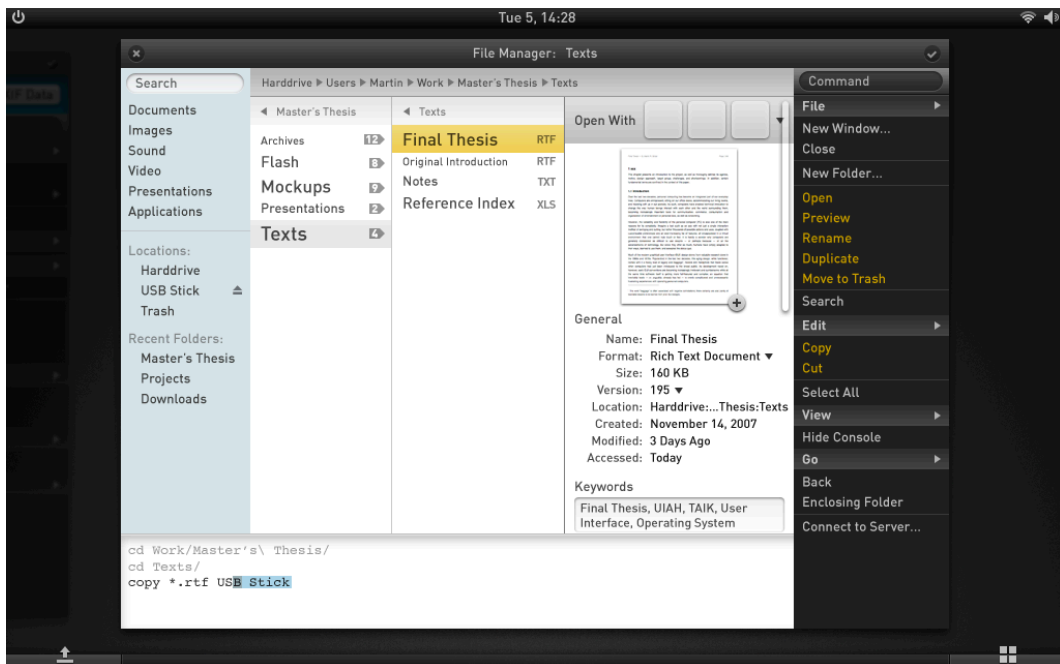 Tue 5, 14:28
File Manager: Texts
Search
Documents
Images
Sound
Video
Presentations
Applications
Locations:
Harddrive
USB Stick
Trash
Recent Folders:
Master's Thesis
Projects
Downloads
Harddrive ▶ Users ▶ Martin ▶ Work ▶ Master's Thesis ▶ Texts
◀ Master's Thesis
Archives 12
Flash 8
Mockups 9
Presentations 2
Texts 4
◀ Texts
Final Thesis RTF
Original Introduction RTF
Notes TXT
Reference Index XLS
Open With
General
Name: Final Thesis
Format: Rich Text Document ▼
Size: 160 KB
Version: 195 ▼
Location: Harddrive:...Thesis:Texts
Created: November 14, 2007
Modified: 3 Days Ago
Accessed: Today
Keywords
Final Thesis, UIAH, TAIK, User
Interface, Operating System
Command
File ▶
New Window...
Close
New Folder...
Open
Preview
Rename
Duplicate
Move to Trash
Search
Edit ▶
Copy
Cut
Select All
View ▶
Hide Console
Go ▶
Back
Enclosing Folder
Connect to Server...
cd Work/Master's\ Thesis/
cd Texts/
copy *.rtf USB Stick